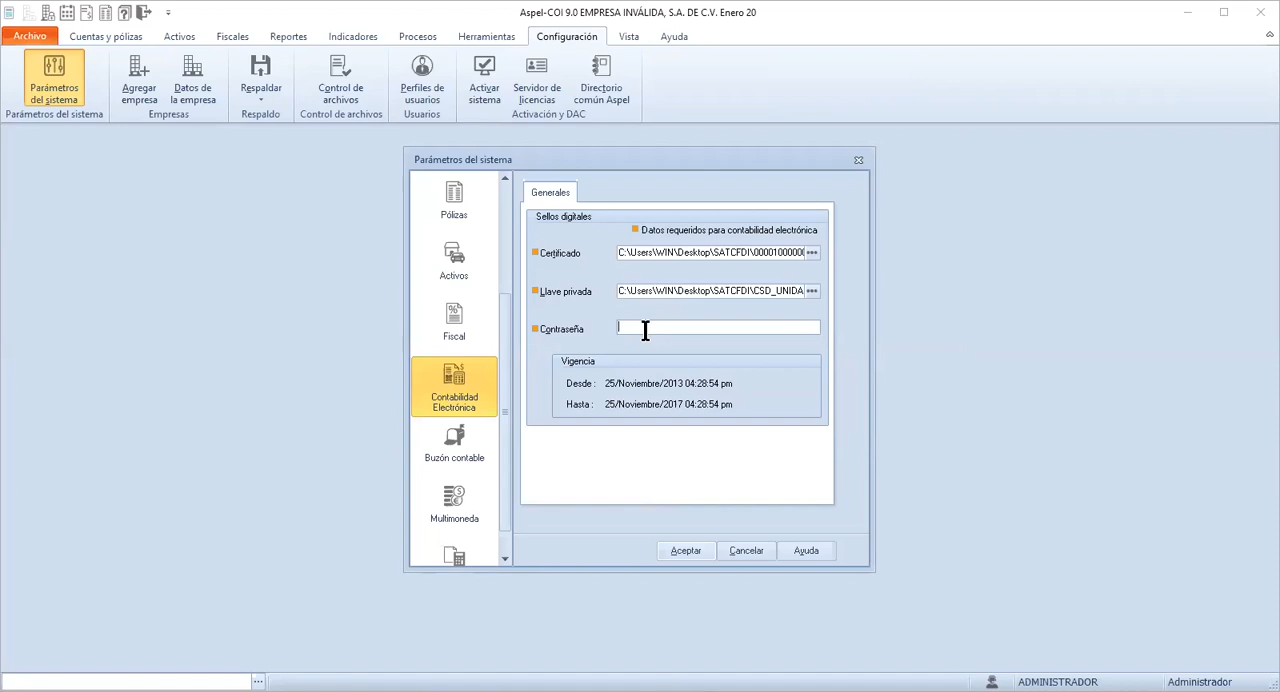 Aspel-COI 9.0 EMPRESA INVÁLIDA, S.A. DE C.V. Enero 20
Archivo
Cuentas y pólizas
Activos
Fiscales
Reportes
Indicadores
Procesos
Herramientas
Configuración
Vista
Ayuda
Parámetros
del sistema
Agregar
empresa
Datos de
la empresa
Respaldar
Control de
archivos
Perfiles de
usuarios
Activar
sistema
Servidor de
licencias
Directorio
común Aspel
Parámetros del sistema
Empresas
Respaldo
Control de archivos
Usuarios
Activación y DAC
Parámetros del sistema
Pólizas
Activos
Fiscal
Contabilidad
Electrónica
Buzón contable
Multimoneda
Generales
Sellos digitales
Datos requeridos para contabilidad electrónica
Certificado
C:\Users\WIN\Desktop\SATCFDI\00001000000
Llave privada
C:\Users\WIN\Desktop\SATCFDI\CSD_UNIDA
Contraseña
Vigencia
Desde : 25/Noviembre/2013 04:28:54 pm
Hasta : 25/Noviembre/2017 04:28:54 pm
Aceptar
Cancelar
Ayuda
ADMINISTRADOR
Administrador